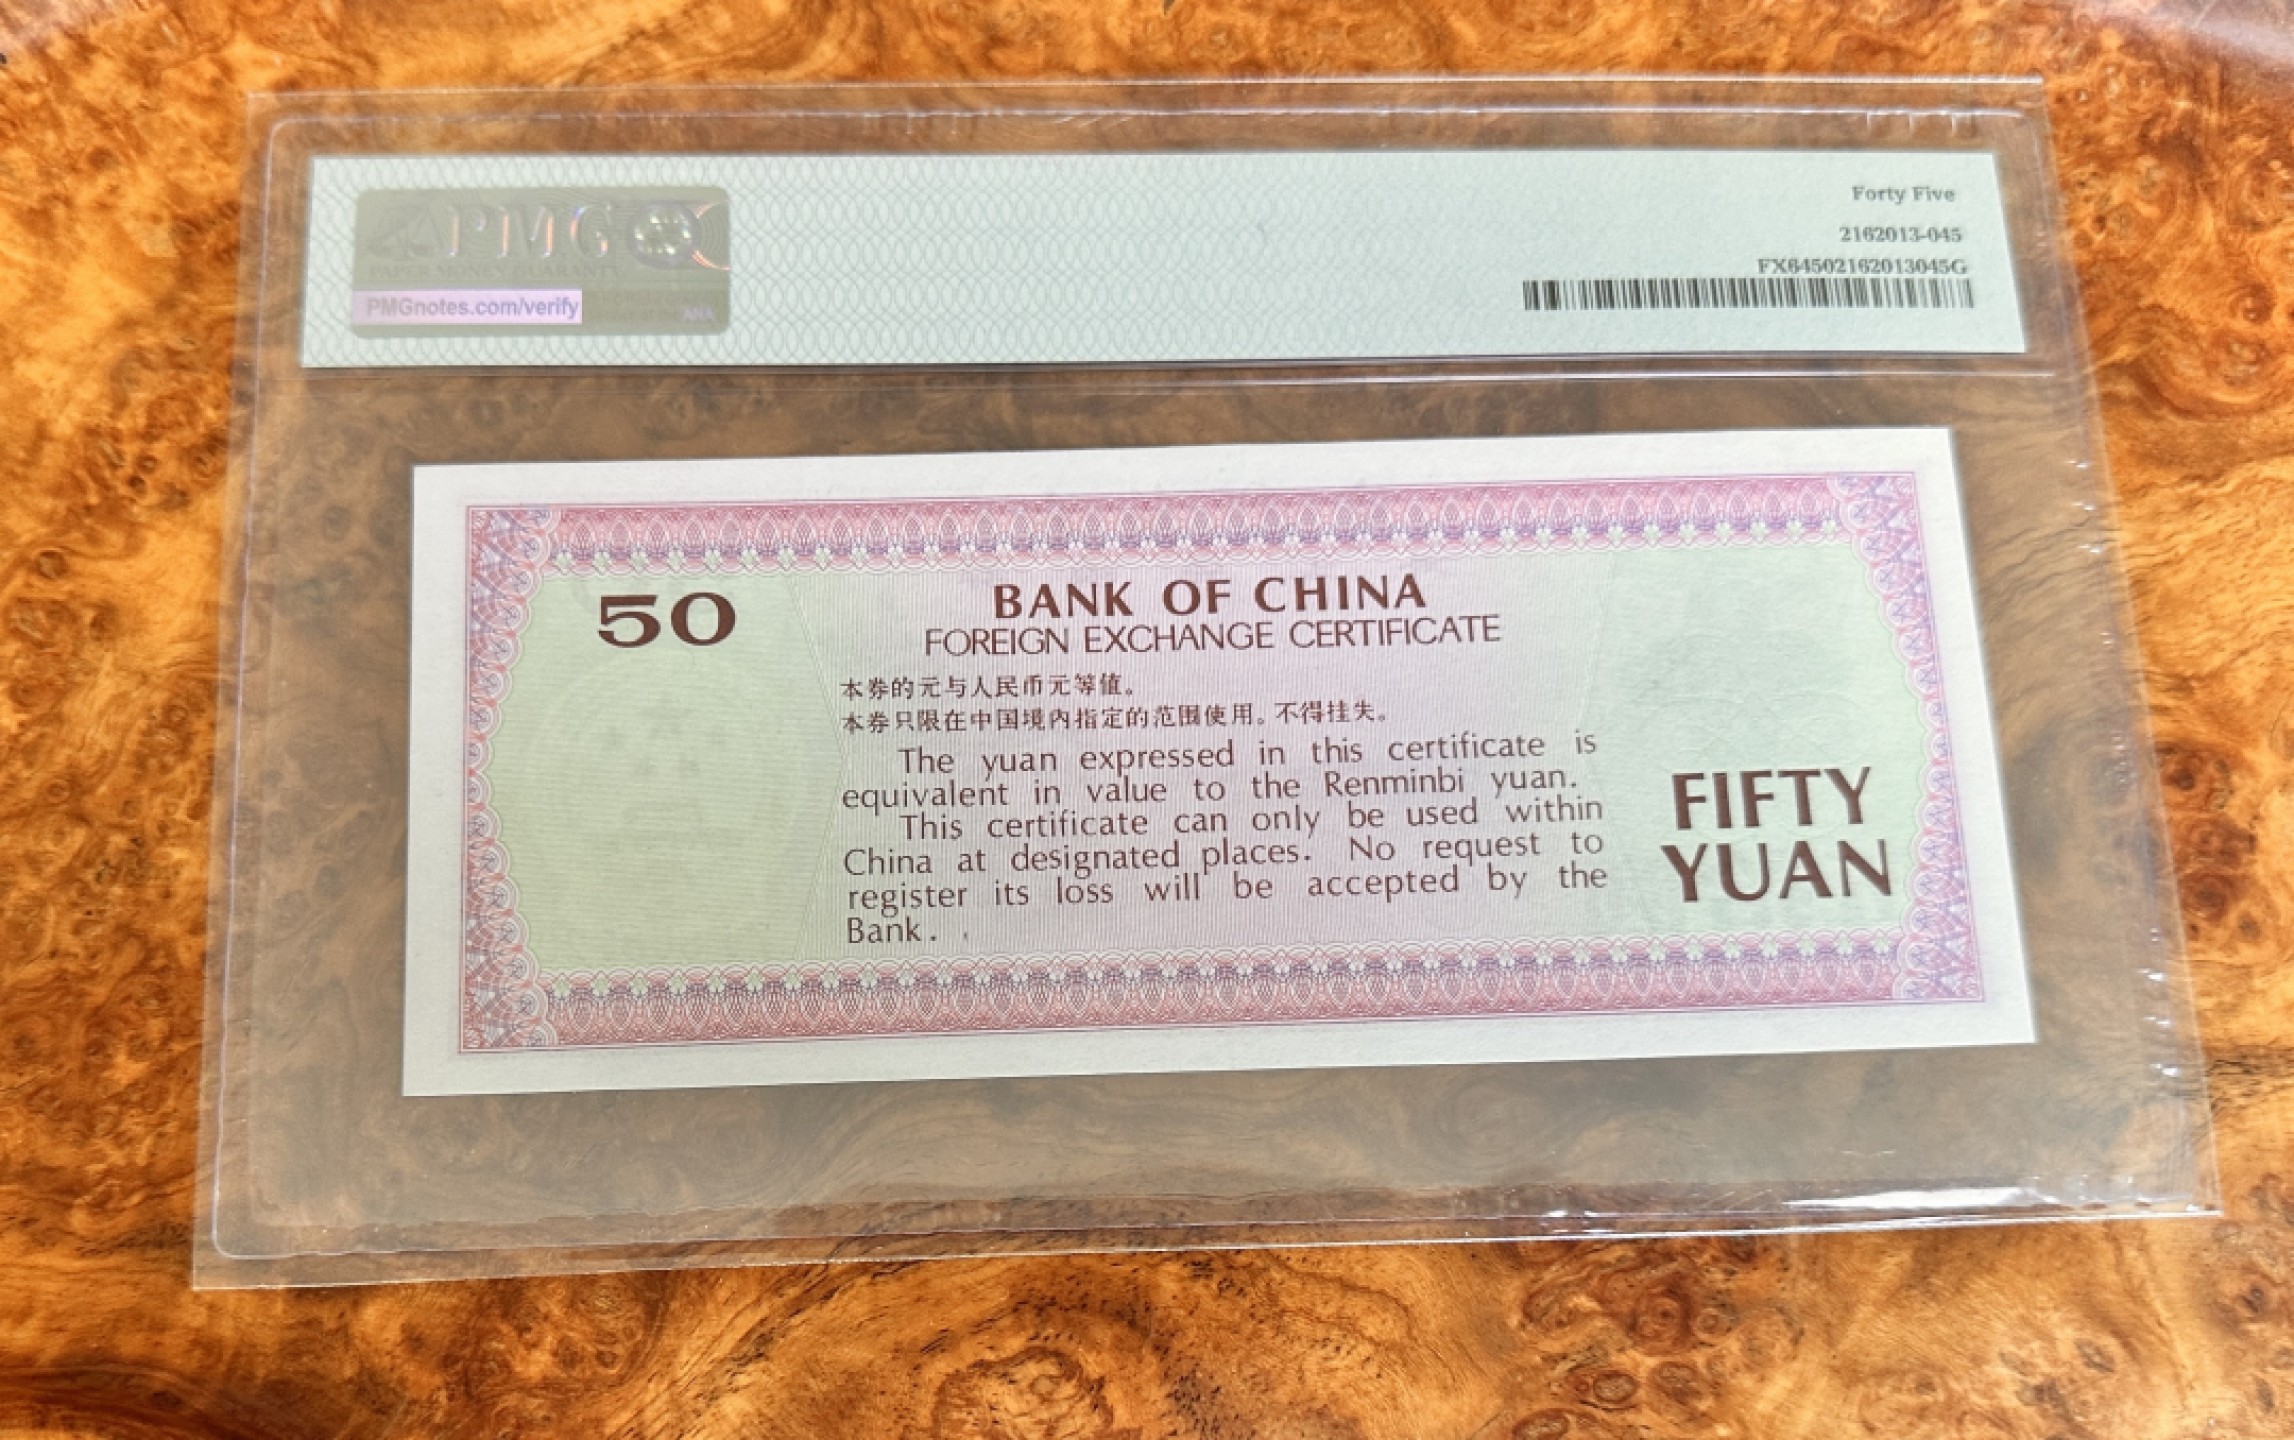 PMG
PAPER MONEY GUARANTY
PMGnotes.com/verify
ANA
Forty Five
2162013-045
FX64502162013045G
50
BANK OF CHINA
FOREIGN EXCHANGE CERTIFICATE
本券的元与人民币元等值。
本券只限在中国境内指定的范围使用。不得挂失。
The yuan expressed in this certificate is
equivalent in value to the Renminbi yuan.
This certificate can only be used within
China at designated places. No request to
register its loss will be accepted by the
Bank.
FIFTY
YUAN